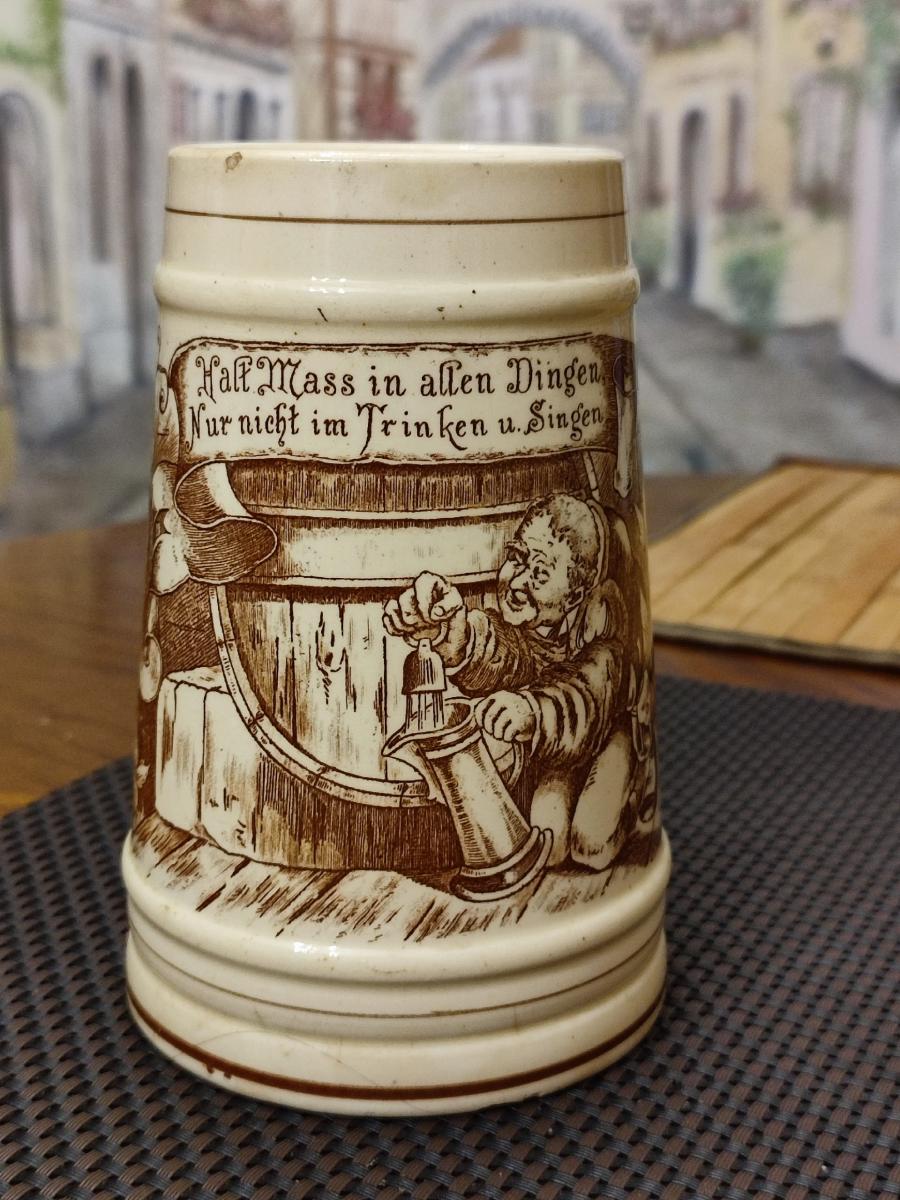 Halt Mass in allen Dingen,
Nur nicht im Trinken u. Singen